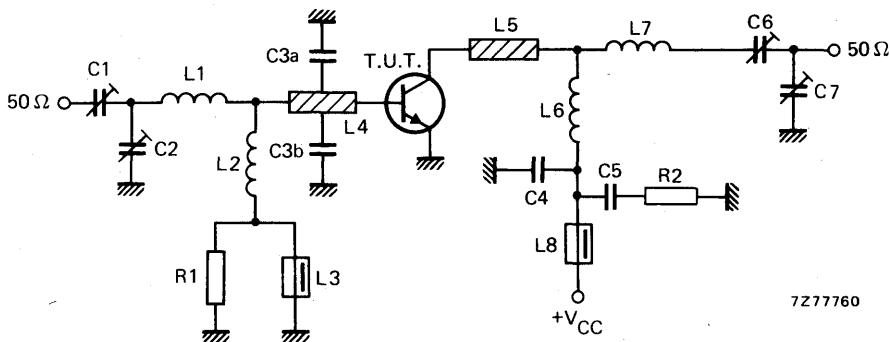 L5
L7
C6
50 Ω
C3a
T.U.T.
C1
L1
50 Ω
C7
L6
L4
C2
L2
C3b
C5
R2
C4
R1
L3
L8
7Z77760
+VCC